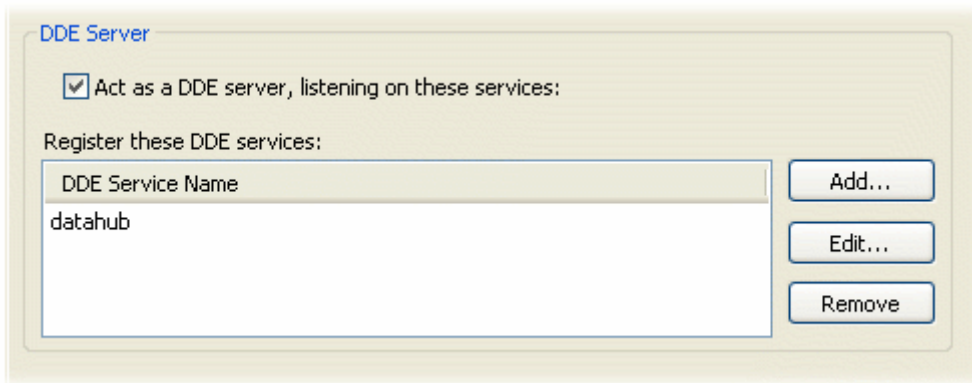 DDE Server
Act as a DDE server, listening on these services:
Register these DDE services:
DDE Service Name
datahub
Add...
Edit...
Remove